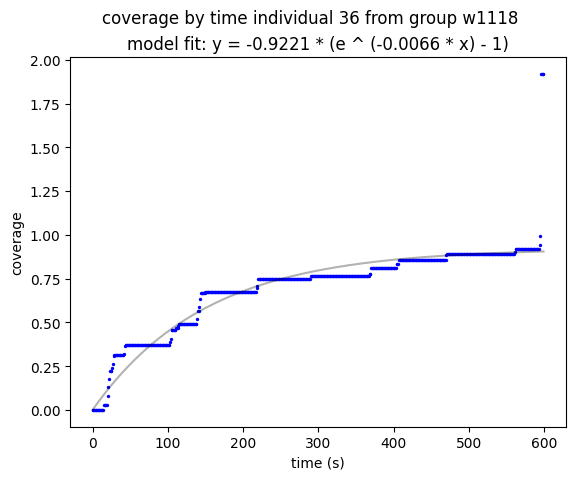 coverage by time individual 36 from group w1118
model fit: y = -0.9221 * (e ^ (-0.0066 * x) - 1)
2.00
1.75
1.50
1.25
1.00
0.75
0.50
0.25
0.00
coverage
0 100 200 300 400 500 600
time (s)